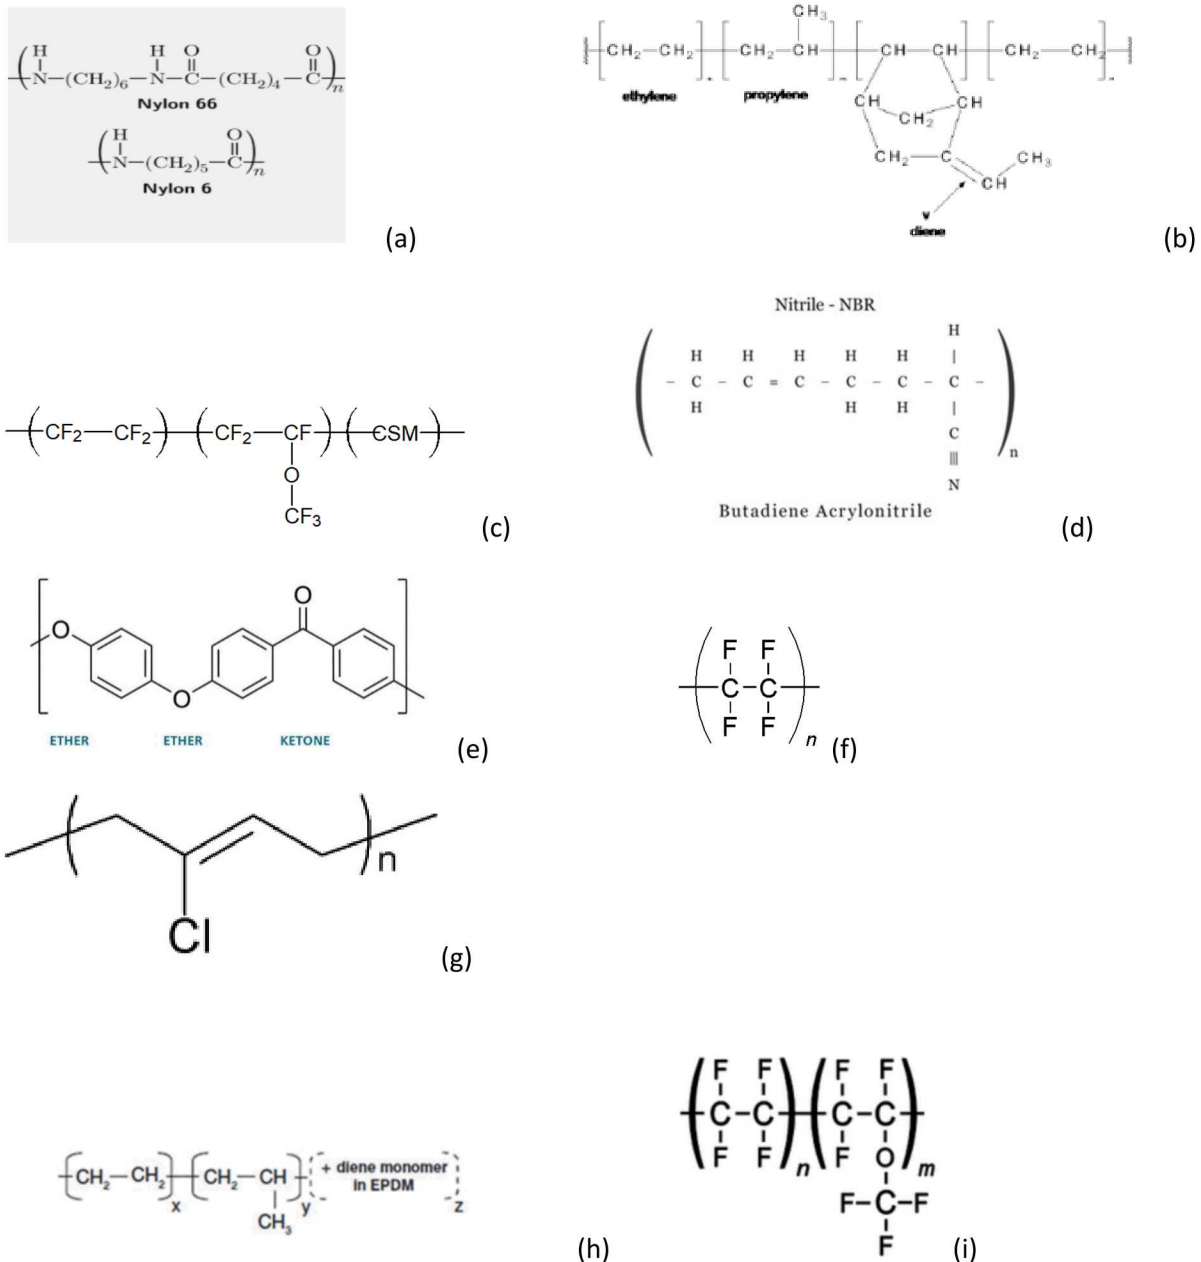 H H O O
( N—(CH₂)₆—N—C—(CH₂)₄—C )n
Nylon 66
H O
( N—(CH₂)₅—C )n
Nylon 6
(a)
CH₃
[CH₂—CH₂] [CH₂—CH] [CH—CH] [CH₂—CH₂]
ethylene propylene
CH CH₂ CH
CH₂—C CH₃
CH
diene
(b)
(CF₂—CF₂)(CF₂—CF)(CSM)
O
CF₃
(c)
Nitrile - NBR
H
H H H H H |
- C - C = C - C - C - C -
H H H |
C
≡
N
n
Butadiene Acrylonitrile
(d)
O
O
O
ETHER ETHER KETONE
(e)
F F
C—C
F F
n
(f)
n
Cl
(g)
[CH₂—CH₂]x [CH₂—CH]y [+ diene monomer
in EPDM]z
CH₃
(h)
F F F F
(C—C)n(C—C)m
F F F O
F—C—F
F
(i)